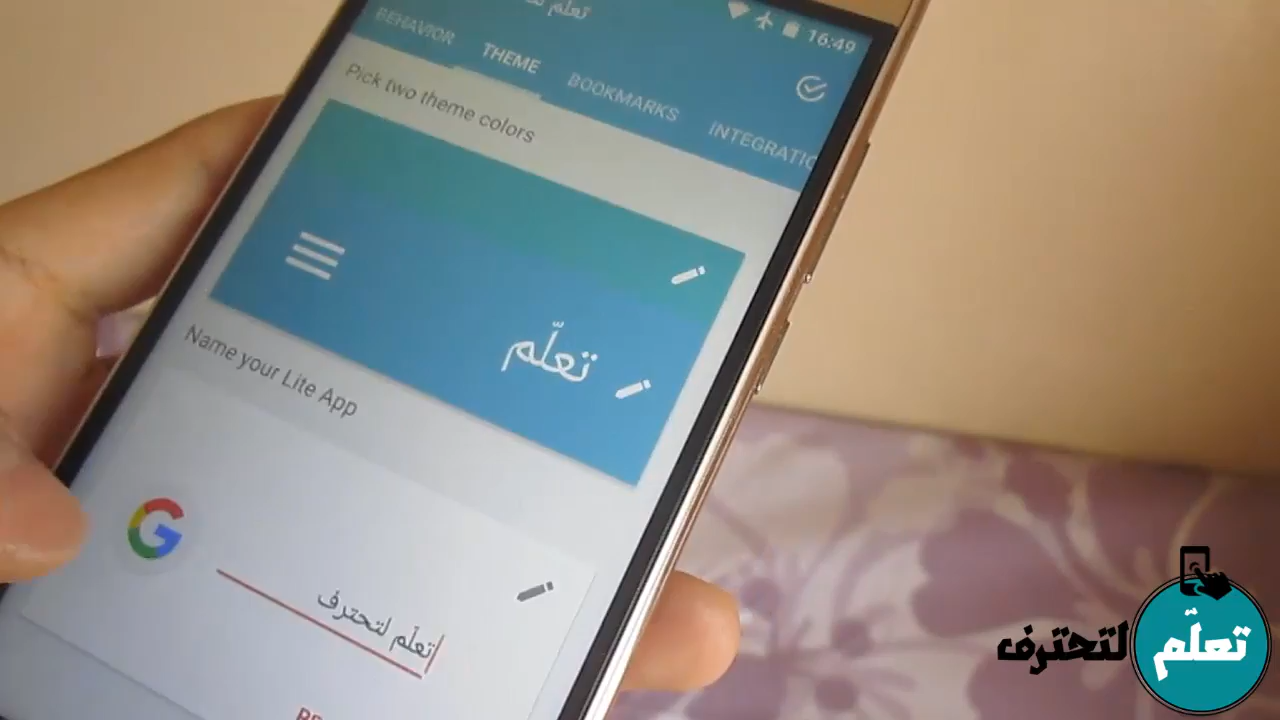 16:49
BEHAVIOR THEME BOOKMARKS
Pick two theme colors
تعلّم
Name your Lite App
تعلّم لتحترف
تعلّم لتحترف